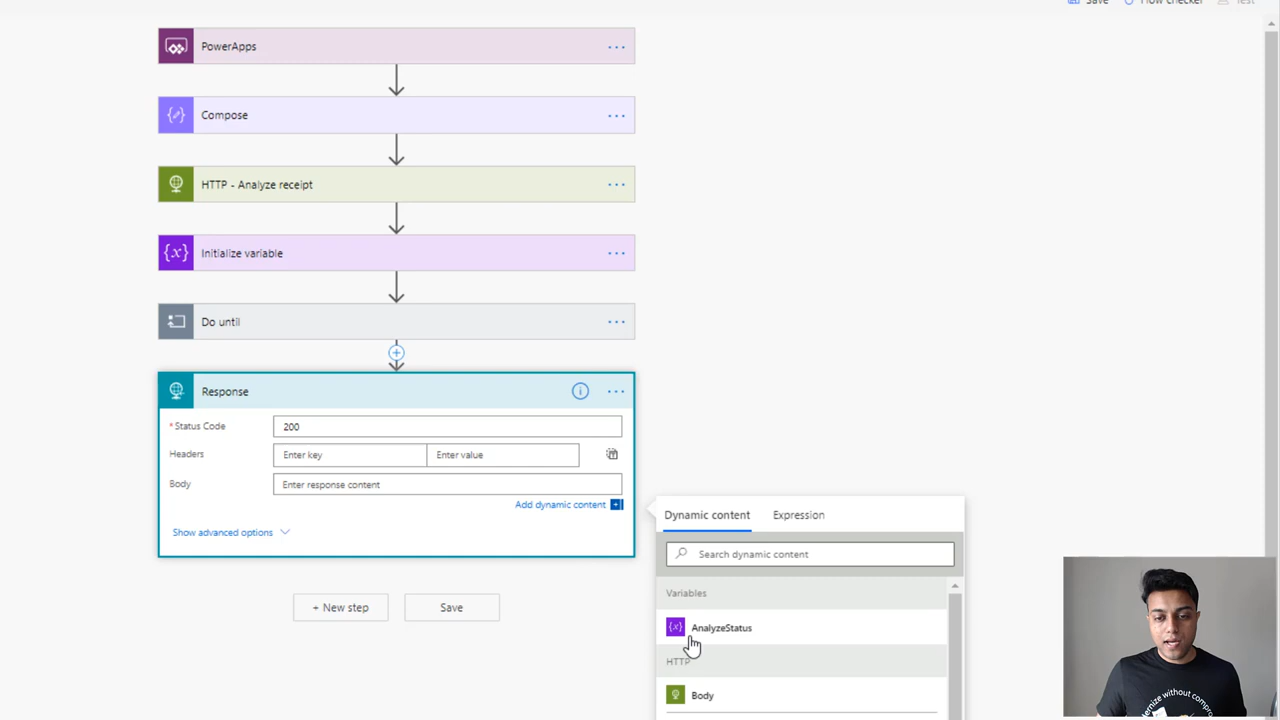 Save Flow checker Test
PowerApps
Compose
HTTP - Analyze receipt
{x} Initialize variable
Do until
Response
* Status Code 200
Headers Enter key Enter value
Body Enter response content
Add dynamic content
Show advanced options
+ New step Save
Dynamic content Expression
Search dynamic content
Variables
{x} AnalyzeStatus
HTTP
Body
without